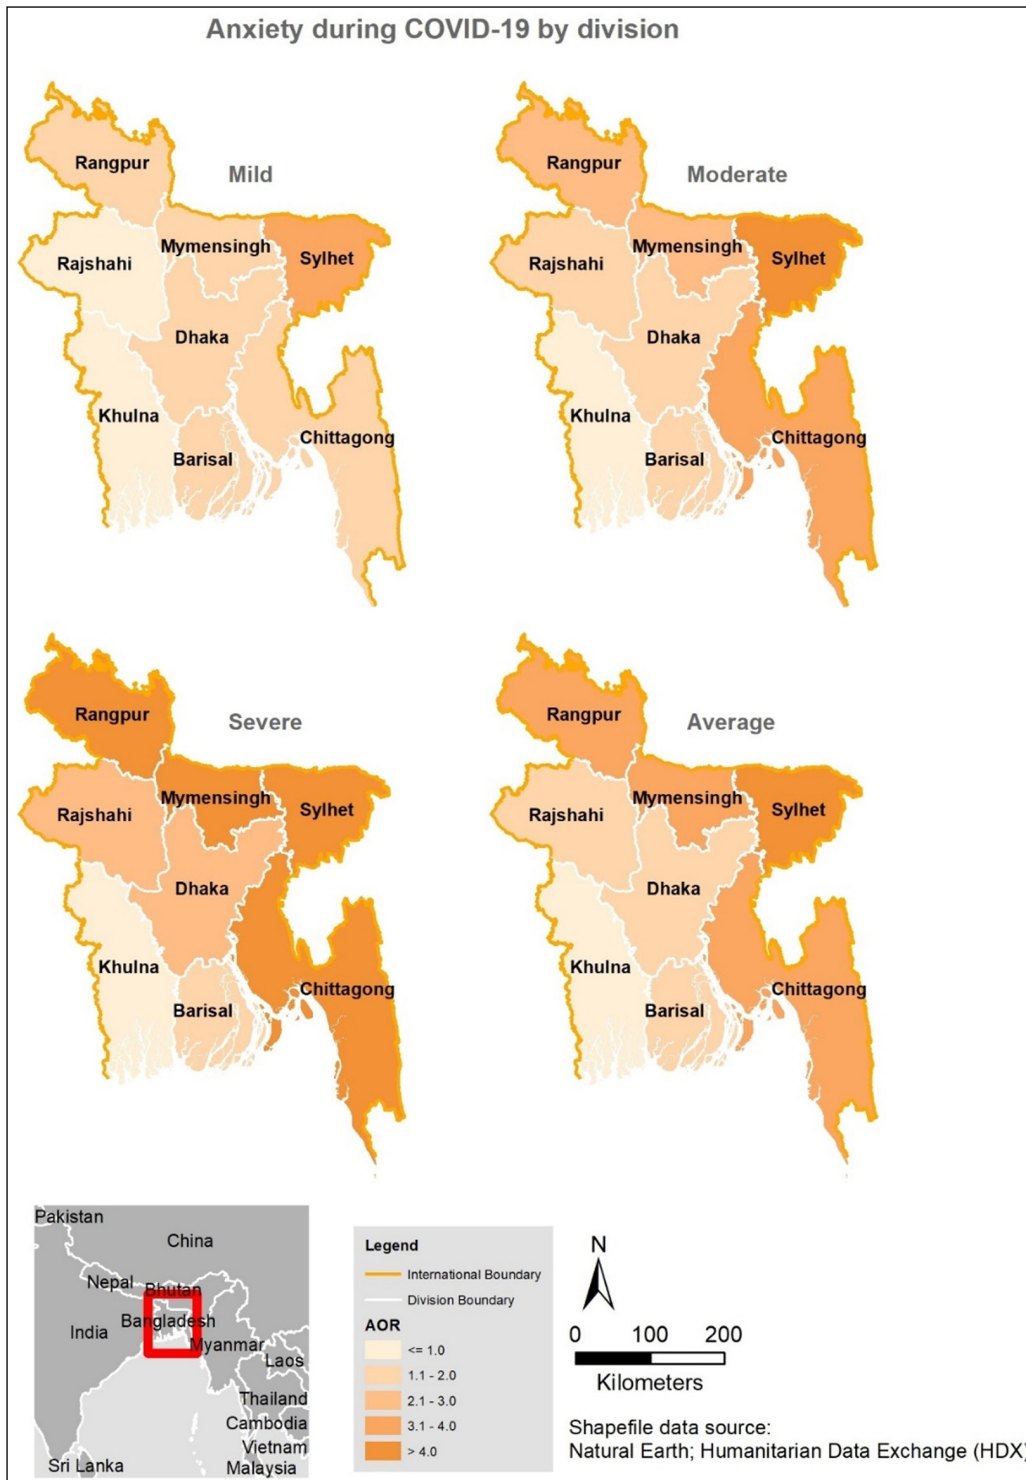 Anxiety during COVID-19 by division
Mild
Rangpur
Mymensingh
Sylhet
Rajshahi
Dhaka
Khulna
Chittagong
Barisal
Moderate
Rangpur
Mymensingh
Sylhet
Rajshahi
Dhaka
Khulna
Chittagong
Barisal
Severe
Rangpur
Mymensingh
Sylhet
Rajshahi
Dhaka
Khulna
Chittagong
Barisal
Average
Rangpur
Mymensingh
Sylhet
Rajshahi
Dhaka
Khulna
Chittagong
Barisal
Pakistan
China
Nepal
Bhutan
Bangladesh
India
Myanmar
Laos
Thailand
Cambodia
Vietnam
Sri Lanka
Malaysia
Legend
International Boundary
Division Boundary
AOR
<= 1.0
1.1 - 2.0
2.1 - 3.0
3.1 - 4.0
> 4.0
N
0 100 200
Kilometers
Shapefile data source:
Natural Earth; Humanitarian Data Exchange (HDX)